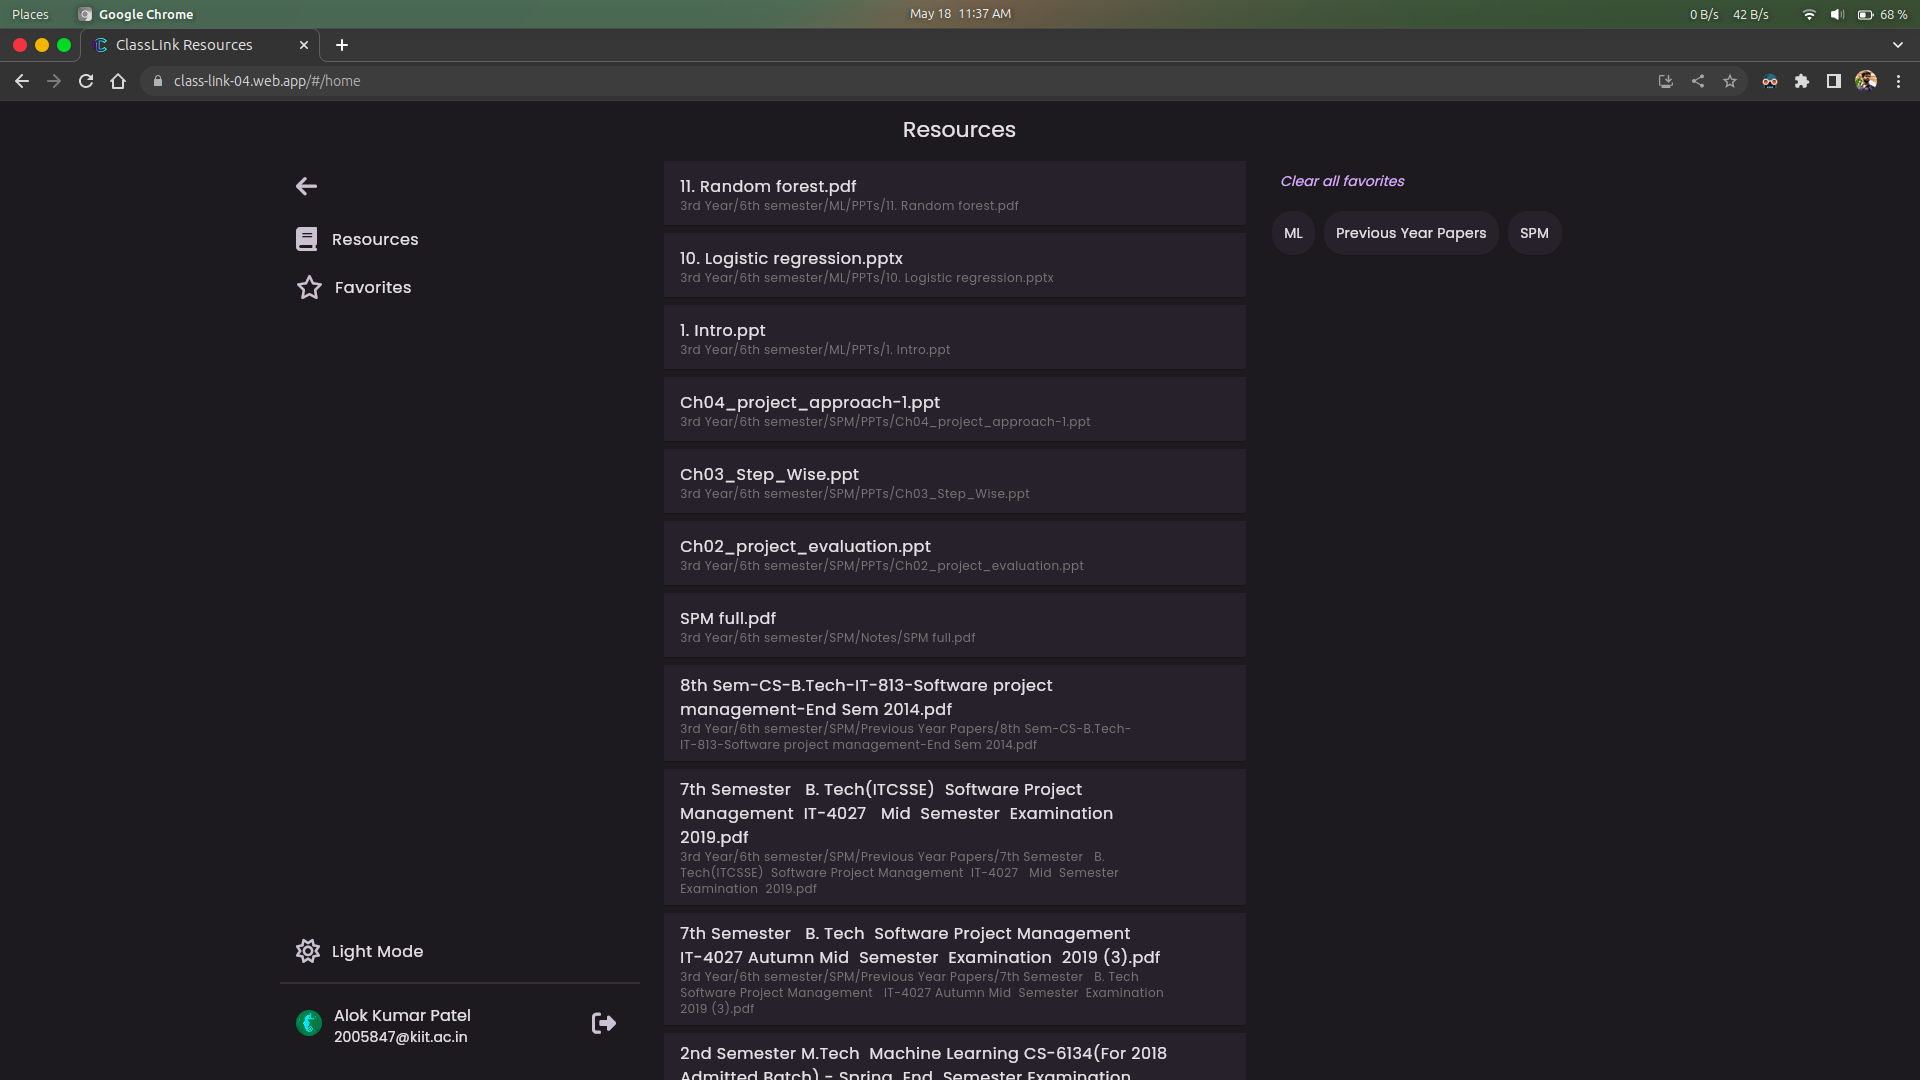 Places
Google Chrome
May 18 11:37 AM
0 B/s
42 B/s
68 %
ClassLInk Resources
class-link-04.web.app/#/home
Resources
Resources
Favorites
11. Random forest.pdf
3rd Year/6th semester/ML/PPTs/11. Random forest.pdf
10. Logistic regression.pptx
3rd Year/6th semester/ML/PPTs/10. Logistic regression.pptx
1. Intro.ppt
3rd Year/6th semester/ML/PPTs/1. Intro.ppt
Ch04_project_approach-1.ppt
3rd Year/6th semester/SPM/PPTs/Ch04_project_approach-1.ppt
Ch03_Step_Wise.ppt
3rd Year/6th semester/SPM/PPTs/Ch03_Step_Wise.ppt
Ch02_project_evaluation.ppt
3rd Year/6th semester/SPM/PPTs/Ch02_project_evaluation.ppt
SPM full.pdf
3rd Year/6th semester/SPM/Notes/SPM full.pdf
8th Sem-CS-B.Tech-IT-813-Software project
management-End Sem 2014.pdf
3rd Year/6th semester/SPM/Previous Year Papers/8th Sem-CS-B.Tech-
IT-813-Software project management-End Sem 2014.pdf
7th Semester B. Tech(ITCSSE) Software Project
Management IT-4027 Mid Semester Examination
2019.pdf
3rd Year/6th semester/SPM/Previous Year Papers/7th Semester B.
Tech(ITCSSE) Software Project Management IT-4027 Mid Semester
Examination 2019.pdf
7th Semester B. Tech Software Project Management
IT-4027 Autumn Mid Semester Examination 2019 (3).pdf
3rd Year/6th semester/SPM/Previous Year Papers/7th Semester B. Tech
Software Project Management IT-4027 Autumn Mid Semester Examination
2019 (3).pdf
2nd Semester M.Tech Machine Learning CS-6134(For 2018
Admitted Batch) - Spring End Semester Examination
Clear all favorites
ML
Previous Year Papers
SPM
Light Mode
Alok Kumar Patel
2005847@kiit.ac.in